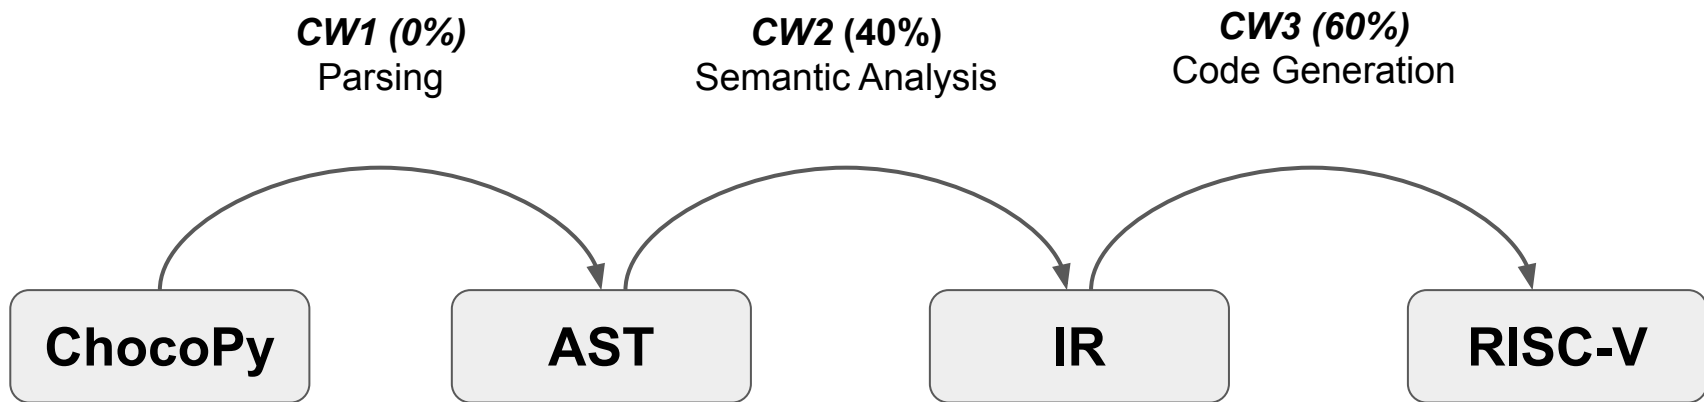 CW1 (0%)
Parsing
CW2 (40%)
Semantic Analysis
CW3 (60%)
Code Generation
ChocoPy
AST
IR
RISC-V